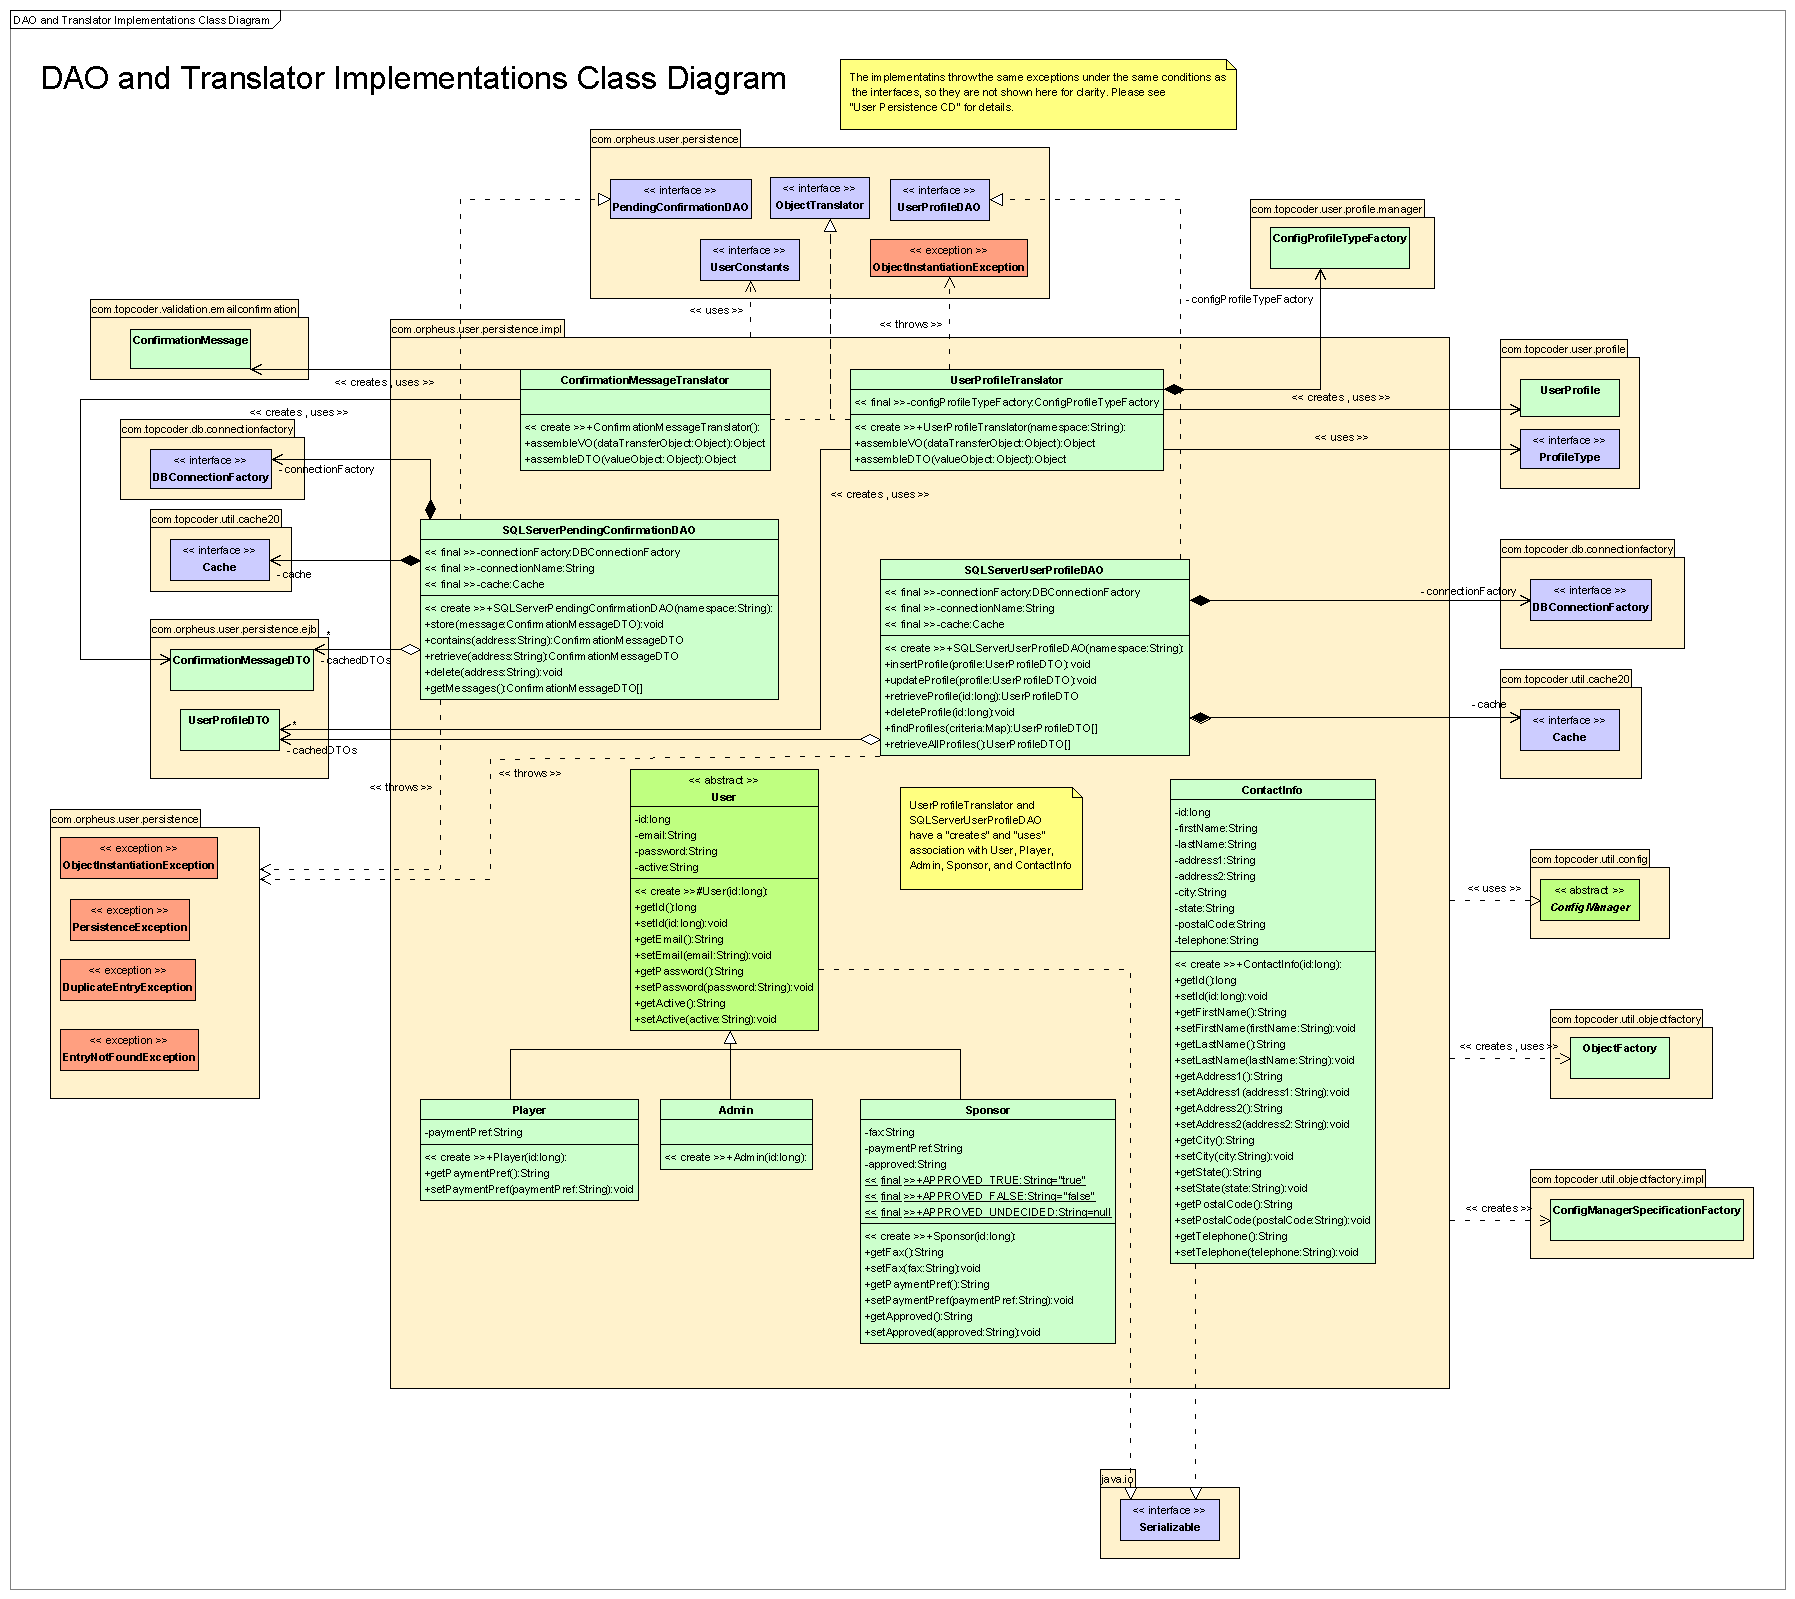 DAO and Translator Implementations Class Diagram
DAO and Translator Implementations Class Diagram
The implementatins throw the same exceptions under the same conditions as
the interfaces, so they are not shown here for clarity. Please see
"User Persistence CD" for details.
com.orpheus.user.persistence
<< interface >>
PendingConfirmationDAO
<< interface >>
ObjectTranslator
<< interface >>
UserProfileDAO
<< interface >>
UserConstants
<< exception >>
ObjectInstantiationException
com.topcoder.user.profile.manager
ConfigProfileTypeFactory
- configProfileTypeFactory
<< uses >>
<< throws >>
com.topcoder.validation.emailconfirmation
ConfirmationMessage
<< creates , uses >>
<< creates , uses >>
com.orpheus.user.persistence.impl
ConfirmationMessageTranslator
<< create >>+ConfirmationMessageTranslator():
+assembleVO(dataTransferObject:Object):Object
+assembleDTO(valueObject:Object):Object
UserProfileTranslator
<< final >>-configProfileTypeFactory:ConfigProfileTypeFactory
<< create >>+UserProfileTranslator(namespace:String):
+assembleVO(dataTransferObject:Object):Object
+assembleDTO(valueObject:Object):Object
<< creates , uses >>
<< uses >>
<< creates , uses >>
com.topcoder.user.profile
UserProfile
<< interface >>
ProfileType
com.topcoder.db.connectionfactory
<< interface >>
DBConnectionFactory
- connectionFactory
com.topcoder.util.cache20
<< interface >>
Cache
- cache
SQLServerPendingConfirmationDAO
<< final >>-connectionFactory:DBConnectionFactory
<< final >>-connectionName:String
<< final >>-cache:Cache
<< create >>+SQLServerPendingConfirmationDAO(namespace:String):
+store(message:ConfirmationMessageDTO):void
+contains(address:String):ConfirmationMessageDTO
+retrieve(address:String):ConfirmationMessageDTO
+delete(address:String):void
+getMessages():ConfirmationMessageDTO[]
SQLServerUserProfileDAO
<< final >>-connectionFactory:DBConnectionFactory
<< final >>-connectionName:String
<< final >>-cache:Cache
<< create >>+SQLServerUserProfileDAO(namespace:String):
+insertProfile(profile:UserProfileDTO):void
+updateProfile(profile:UserProfileDTO):void
+retrieveProfile(id:long):UserProfileDTO
+deleteProfile(id:long):void
+findProfiles(criteria:Map):UserProfileDTO[]
+retrieveAllProfiles():UserProfileDTO[]
com.topcoder.db.connectionfactory
<< interface >>
DBConnectionFactory
- connectionFactory
com.topcoder.util.cache20
<< interface >>
Cache
- cache
com.orpheus.user.persistence.ejb
ConfirmationMessageDTO
*
- cachedDTOs
UserProfileDTO
*
- cachedDTOs
<< throws >>
<< throws >>
com.orpheus.user.persistence
<< exception >>
ObjectInstantiationException
<< exception >>
PersistenceException
<< exception >>
DuplicateEntryException
<< exception >>
EntryNotFoundException
<< abstract >>
User
-id:long
-email:String
-password:String
-active:String
<< create >>#User(id:long):
+getId():long
+setId(id:long):void
+getEmail():String
+setEmail(email:String):void
+getPassword():String
+setPassword(password:String):void
+getActive():String
+setActive(active:String):void
UserProfileTranslator and
SQLServerUserProfileDAO
have a "creates" and "uses"
association with User, Player,
Admin, Sponsor, and ContactInfo
ContactInfo
-id:long
-firstName:String
-lastName:String
-address1:String
-address2:String
-city:String
-state:String
-postalCode:String
-telephone:String
<< create >>+ContactInfo(id:long):
+getId():long
+setId(id:long):void
+getFirstName():String
+setFirstName(firstName:String):void
+getLastName():String
+setLastName(lastName:String):void
+getAddress1():String
+setAddress1(address1:String):void
+getAddress2():String
+setAddress2(address2:String):void
+getCity():String
+setCity(city:String):void
+getState():String
+setState(state:String):void
+getPostalCode():String
+setPostalCode(postalCode:String):void
+getTelephone():String
+setTelephone(telephone:String):void
com.topcoder.util.config
<< abstract >>
ConfigManager
<< uses >>
com.topcoder.util.objectfactory
ObjectFactory
<< creates , uses >>
com.topcoder.util.objectfactory.impl
ConfigManagerSpecificationFactory
<< creates >>
Player
-paymentPref:String
<< create >>+Player(id:long):
+getPaymentPref():String
+setPaymentPref(paymentPref:String):void
Admin
<< create >>+Admin(id:long):
Sponsor
-fax:String
-paymentPref:String
-approved:String
<< final >>+APPROVED_TRUE:String="true"
<< final >>+APPROVED_FALSE:String="false"
<< final >>+APPROVED_UNDECIDED:String=null
<< create >>+Sponsor(id:long):
+getFax():String
+setFax(fax:String):void
+getPaymentPref():String
+setPaymentPref(paymentPref:String):void
+getApproved():String
+setApproved(approved:String):void
java.io
<< interface >>
Serializable